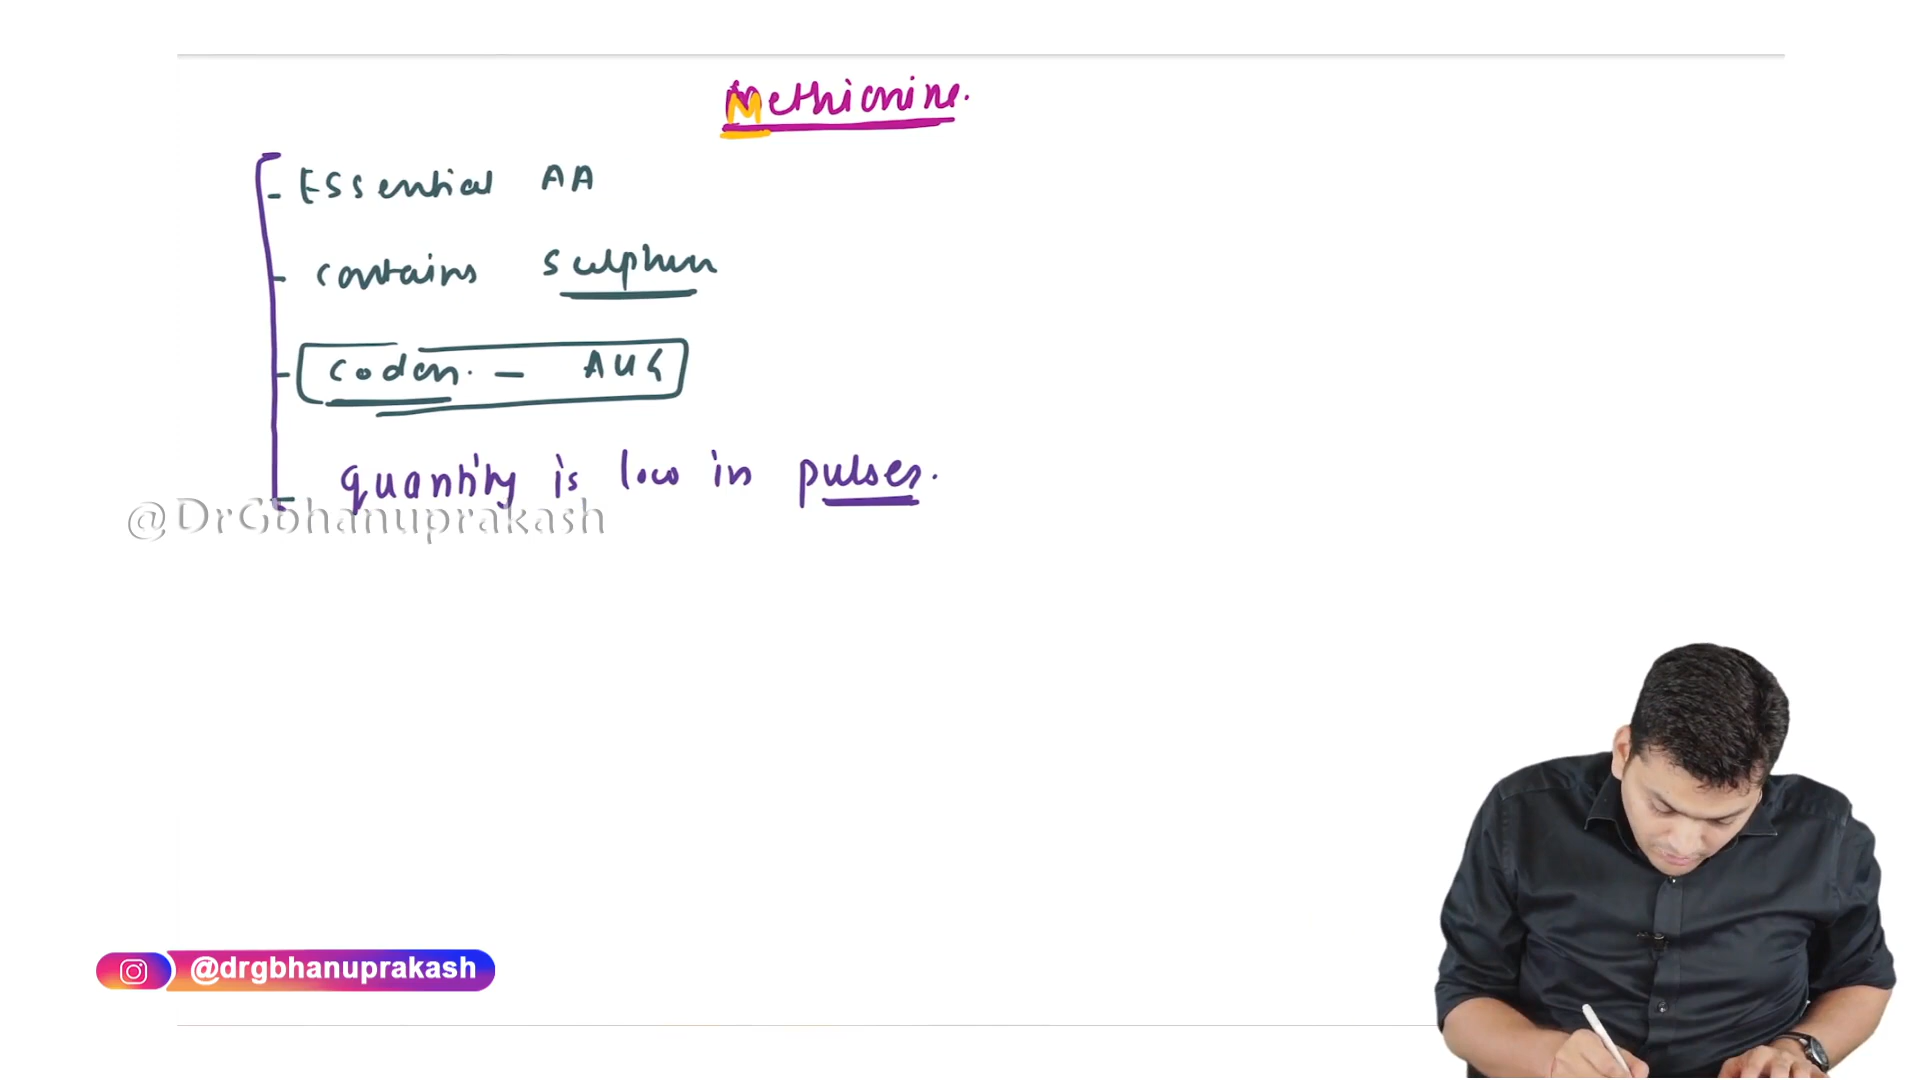 Methionine.
- Essential AA
- contains sulphur
- codon. - AUG
- quantity is low in pulses.
@DrGbhanuprakash
@drgbhanuprakash